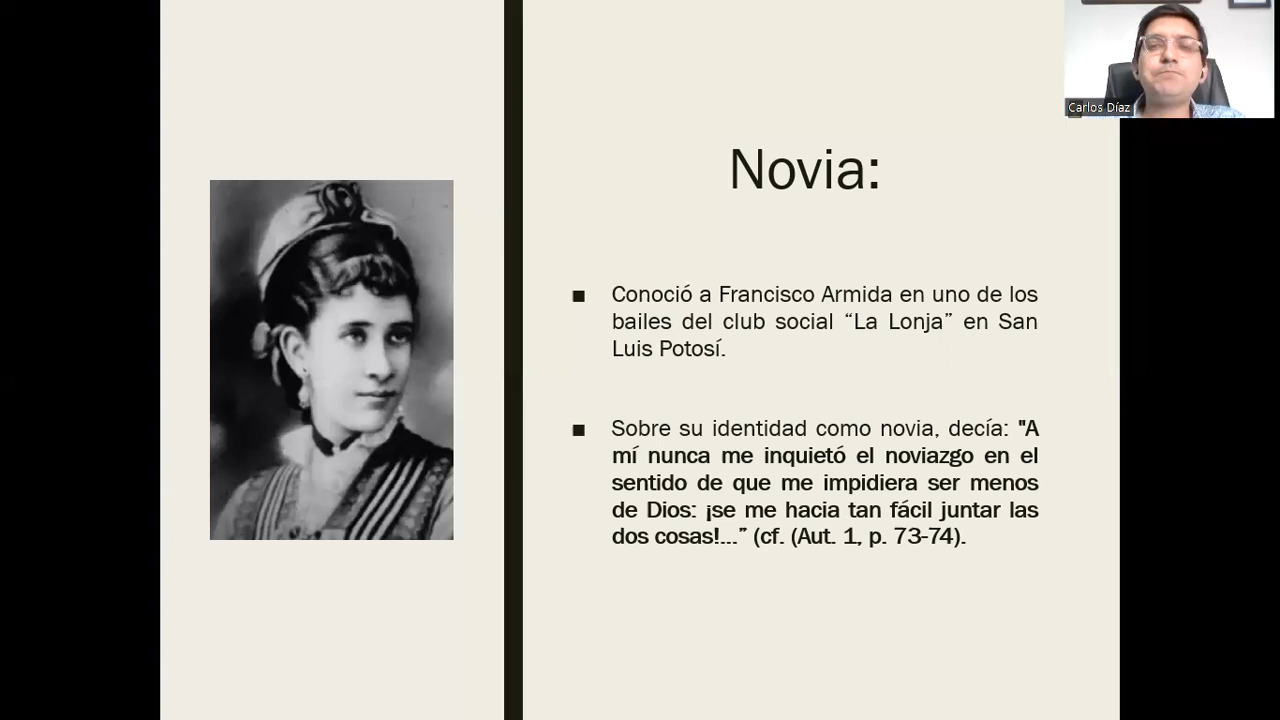 Carlos Díaz
Novia:
■ Conoció a Francisco Armida en uno de los
bailes del club social “La Lonja” en San
Luis Potosí.
■ Sobre su identidad como novia, decía: "A
mí nunca me inquietó el noviazgo en el
sentido de que me impidiera ser menos
de Dios: ¡se me hacia tan fácil juntar las
dos cosas!...” (cf. (Aut. 1, p. 73-74).